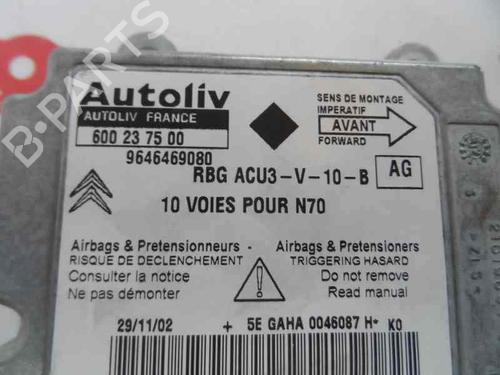 B-PARTS
Autoliv
AUTOLIV FRANCE
600 23 75 00
9646469080
SENS DE MONTAGE
IMPERATIF
AVANT
FORWARD
RBG ACU3-V-10-B
AG
10 VOIES POUR N70
Airbags & Pretensionneurs -
RISQUE DE DECLENCHEMENT
Consulter la notice
Ne pas démonter
Airbags & Pretensioners
TRIGGERING HASARD
Do not remove
Read manual
29/11/02 + 5E GAHA 0046087 H* KO